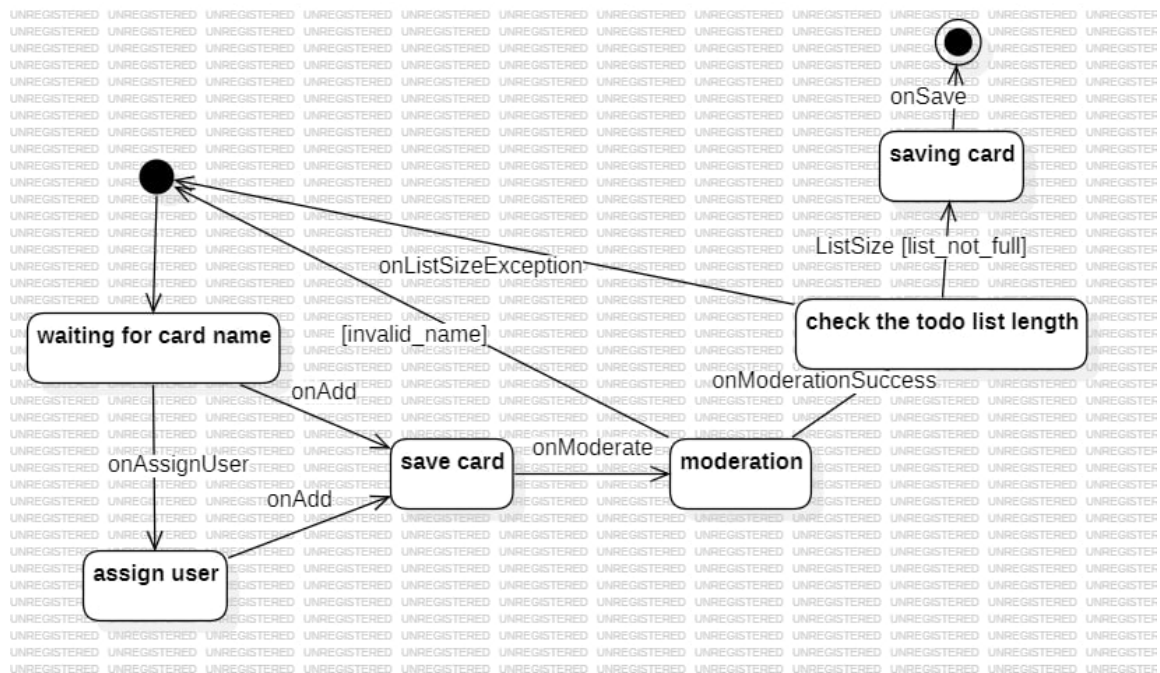 onSave
saving card
ListSize [list_not_full]
onListSizeException
check the todo list length
[invalid_name]
waiting for card name
onModerationSuccess
onAdd
onModerate
save card
moderation
onAssignUser
onAdd
assign user
UNREGISTERED